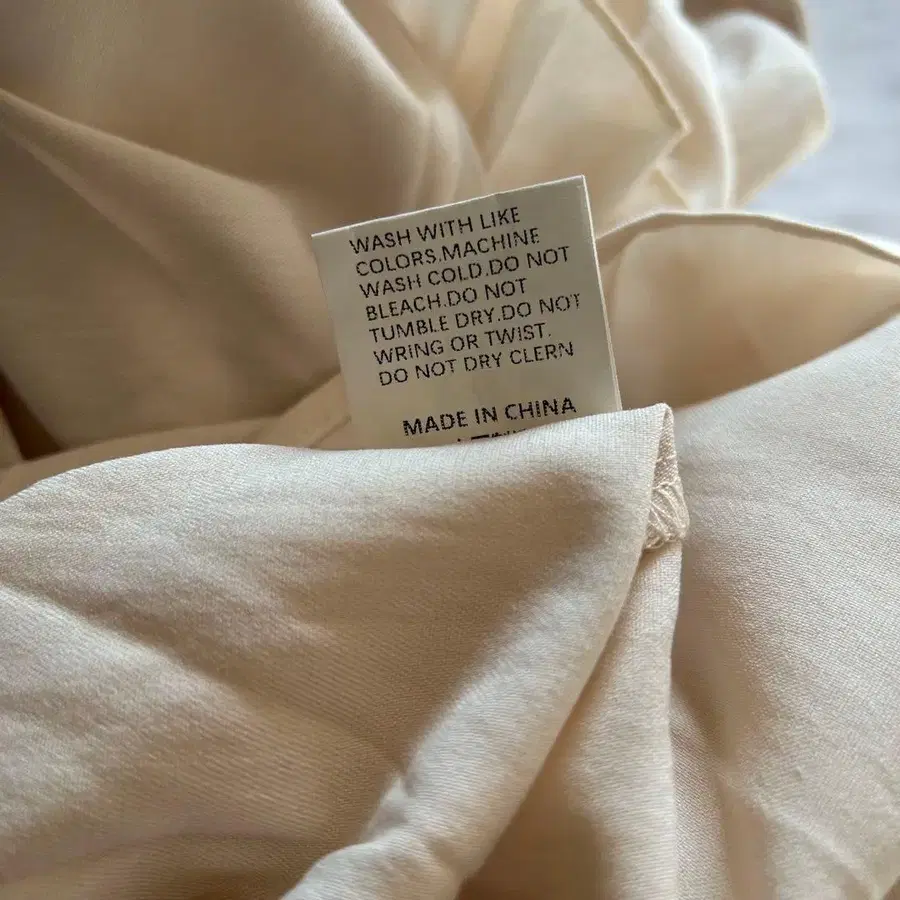 WASH WITH LIKE
COLORS.MACHINE
WASH COLD.DO NOT
BLEACH.DO NOT
TUMBLE DRY.DO NOT
WRING OR TWIST.
DO NOT DRY CLERN
MADE IN CHINA